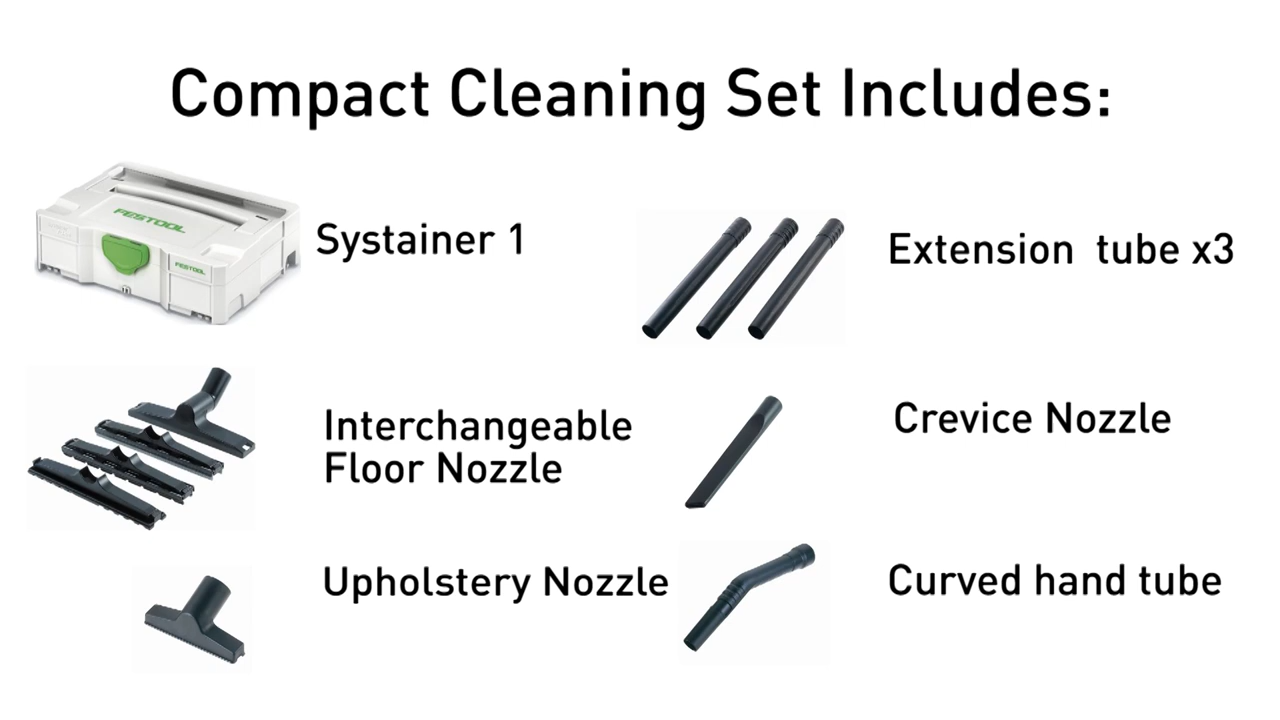 Compact Cleaning Set Includes:
FESTOOL
FESTOOL
Systainer 1
Extension  tube x3
Interchangeable
Floor Nozzle
Crevice Nozzle
Upholstery Nozzle
Curved hand tube